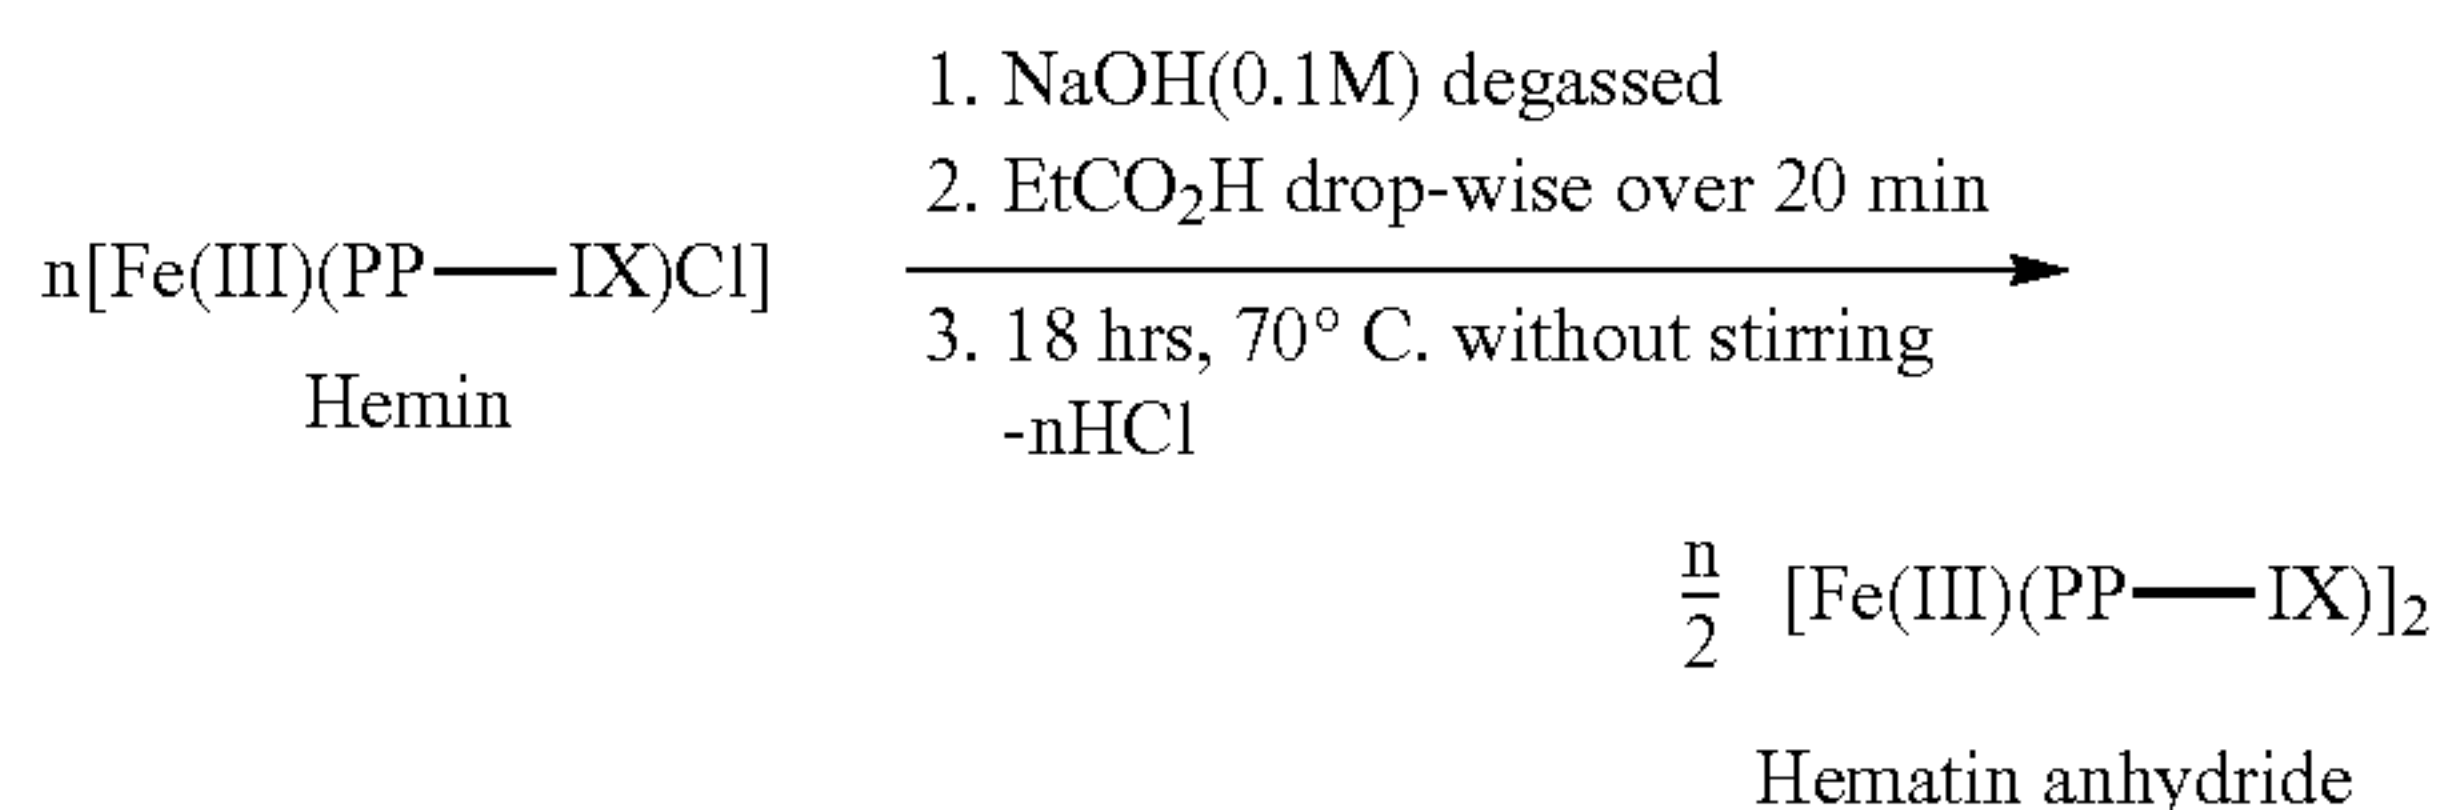 1. NaOH(0.1M) degassed
2. EtCO₂H drop-wise over 20 min
n[Fe(III)(PP—IX)Cl]
3. 18 hrs, 70° C. without stirring
Hemin
-nHCl
n/2 [Fe(III)(PP—IX)]₂
Hematin anhydride